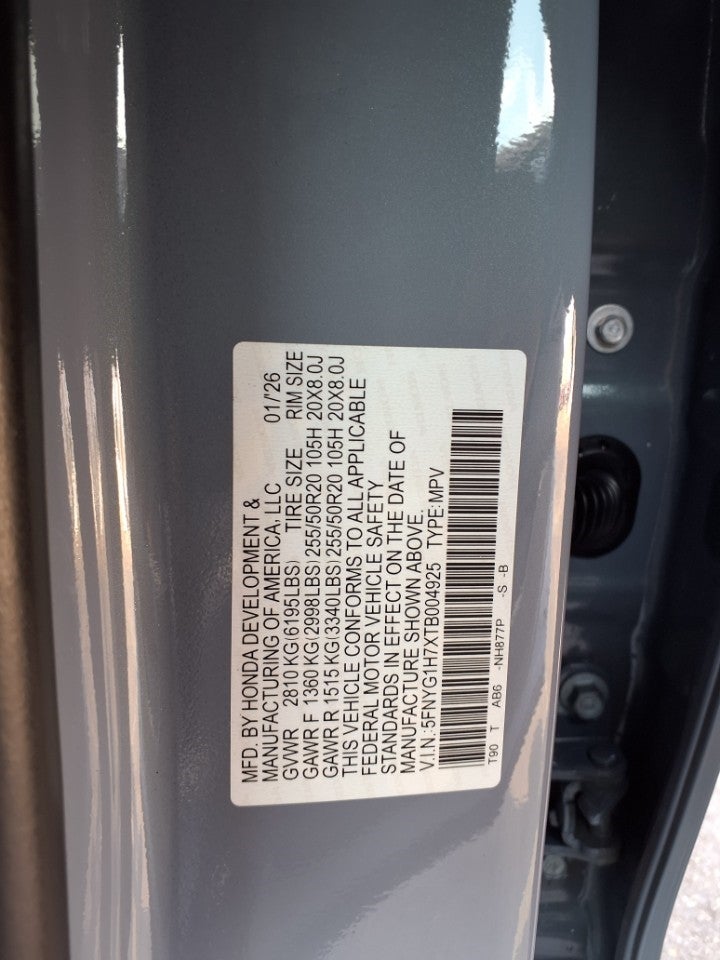 MFD. BY HONDA DEVELOPMENT &
MANUFACTURING OF AMERICA, LLC 01/26
GVWR 2810 KG(6195LBS) TIRE SIZE RIM SIZE
GAWR F 1360 KG(2998LBS) 255/50R20 105H 20X8.0J
GAWR R 1515 KG(3340LBS) 255/50R20 105H 20X8.0J
THIS VEHICLE CONFORMS TO ALL APPLICABLE
FEDERAL MOTOR VEHICLE SAFETY
STANDARDS IN EFFECT ON THE DATE OF
MANUFACTURE SHOWN ABOVE.
V.I.N.:5FNYG1H7XTB004925 TYPE:MPV
T90 T AB6 -NH877P -S -B